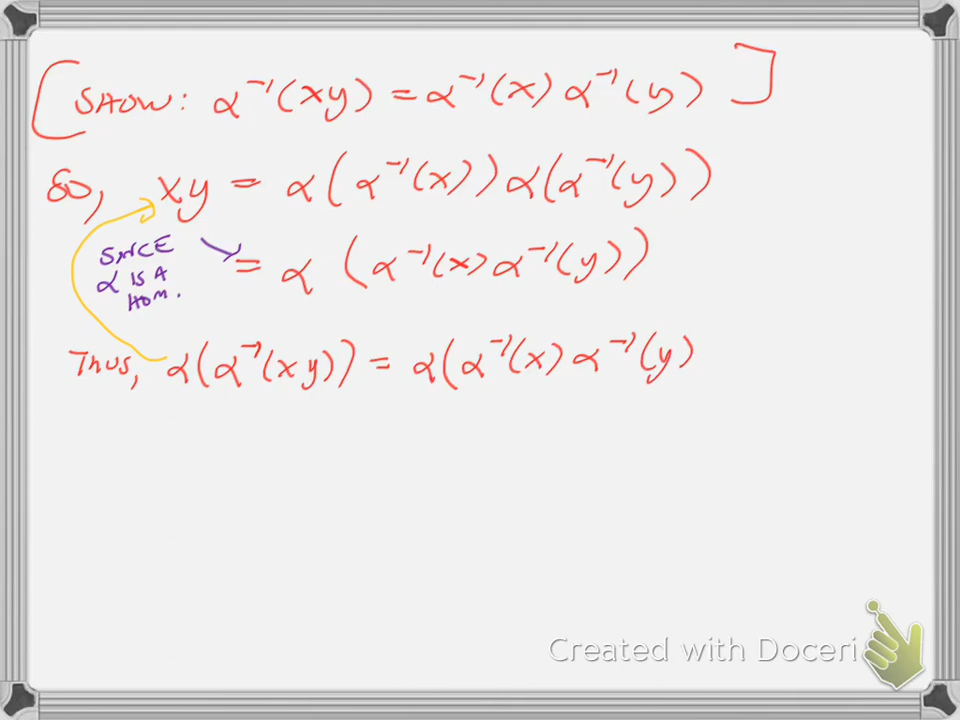 [SHOW: α⁻¹(xy) = α⁻¹(x) α⁻¹(y)]
So, xy = α(α⁻¹(x)) α(α⁻¹(y))
SINCE
α IS A
HOM.
= α (α⁻¹(x) α⁻¹(y))
Thus, α(α⁻¹(xy)) = α(α⁻¹(x) α⁻¹(y)
Created with Doceri